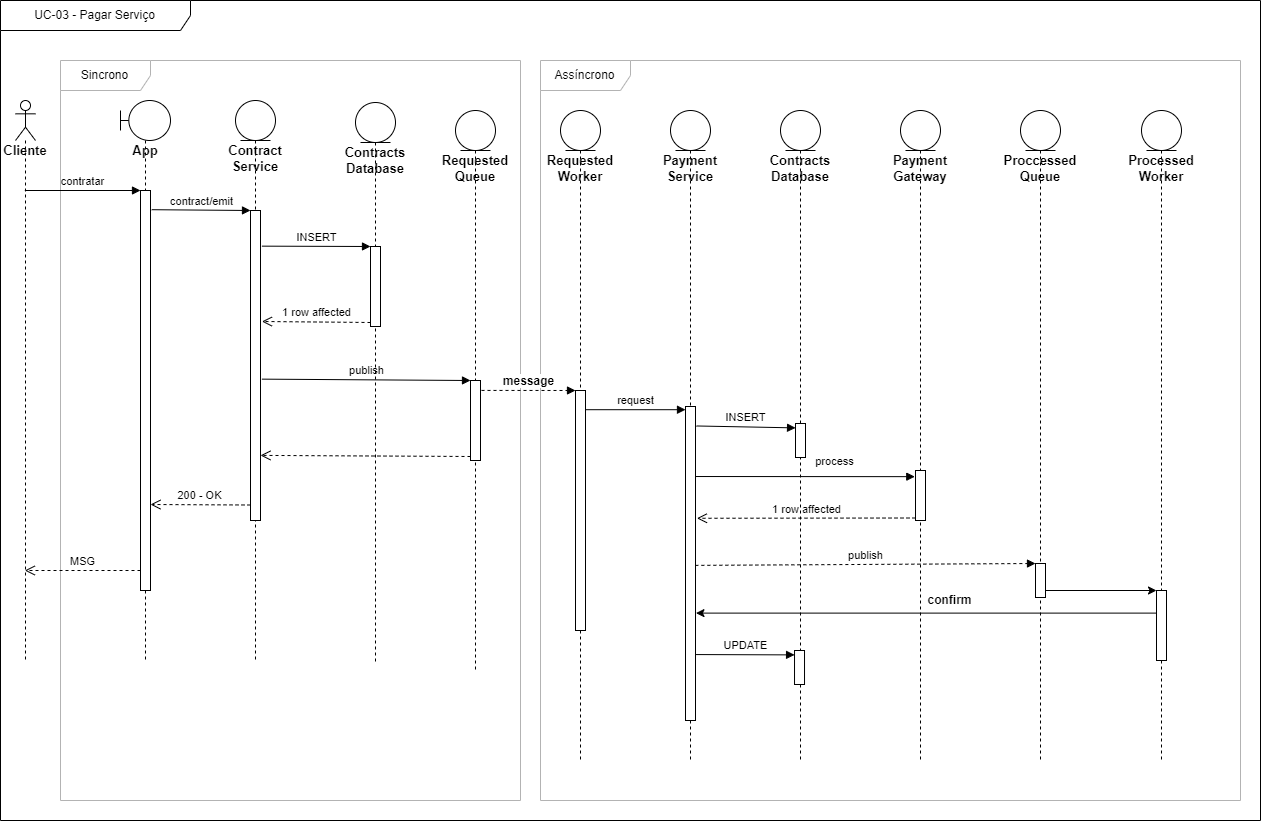 UC-03 - Pagar Serviço
Sincrono
Assíncrono
Cliente
App
Contract
Service
Contracts
Database
Requested
Queue
Requested
Worker
Payment
Service
Contracts
Database
Payment
Gateway
Proccessed
Queue
Processed
Worker
contratar
contract/emit
INSERT
1 row affected
publish
message
request
INSERT
process
200 - OK
1 row affected
publish
MSG
confirm
UPDATE